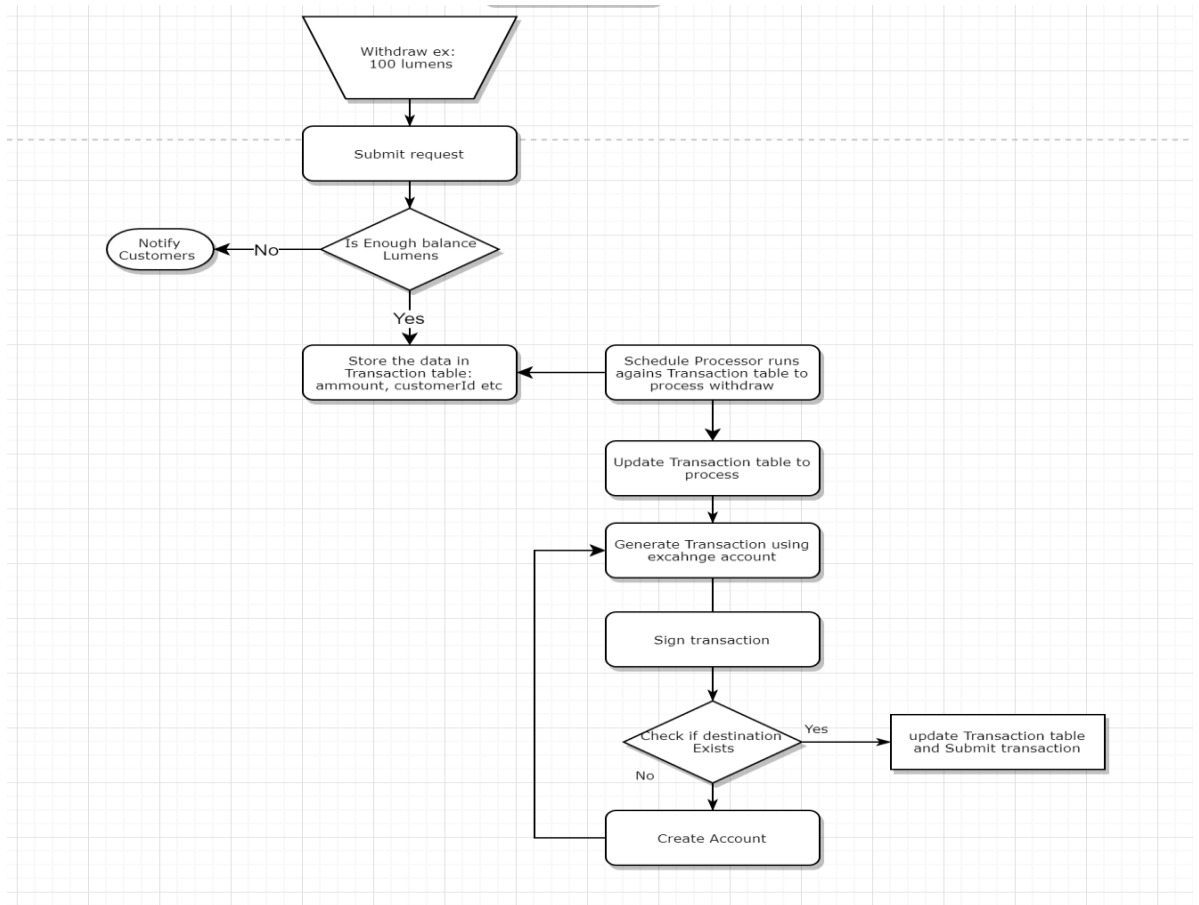 Withdraw ex:
100 lumens
Submit request
Is Enough balance
Lumens
No
Notify
Customers
Yes
Store the data in
Transaction table:
ammount, customerId etc
Schedule Processor runs
agains Transaction table to
process withdraw
Update Transaction table to
process
Generate Transaction using
excahnge account
Sign transaction
Check if destination
Exists
Yes
update Transaction table
and Submit transaction
No
Create Account